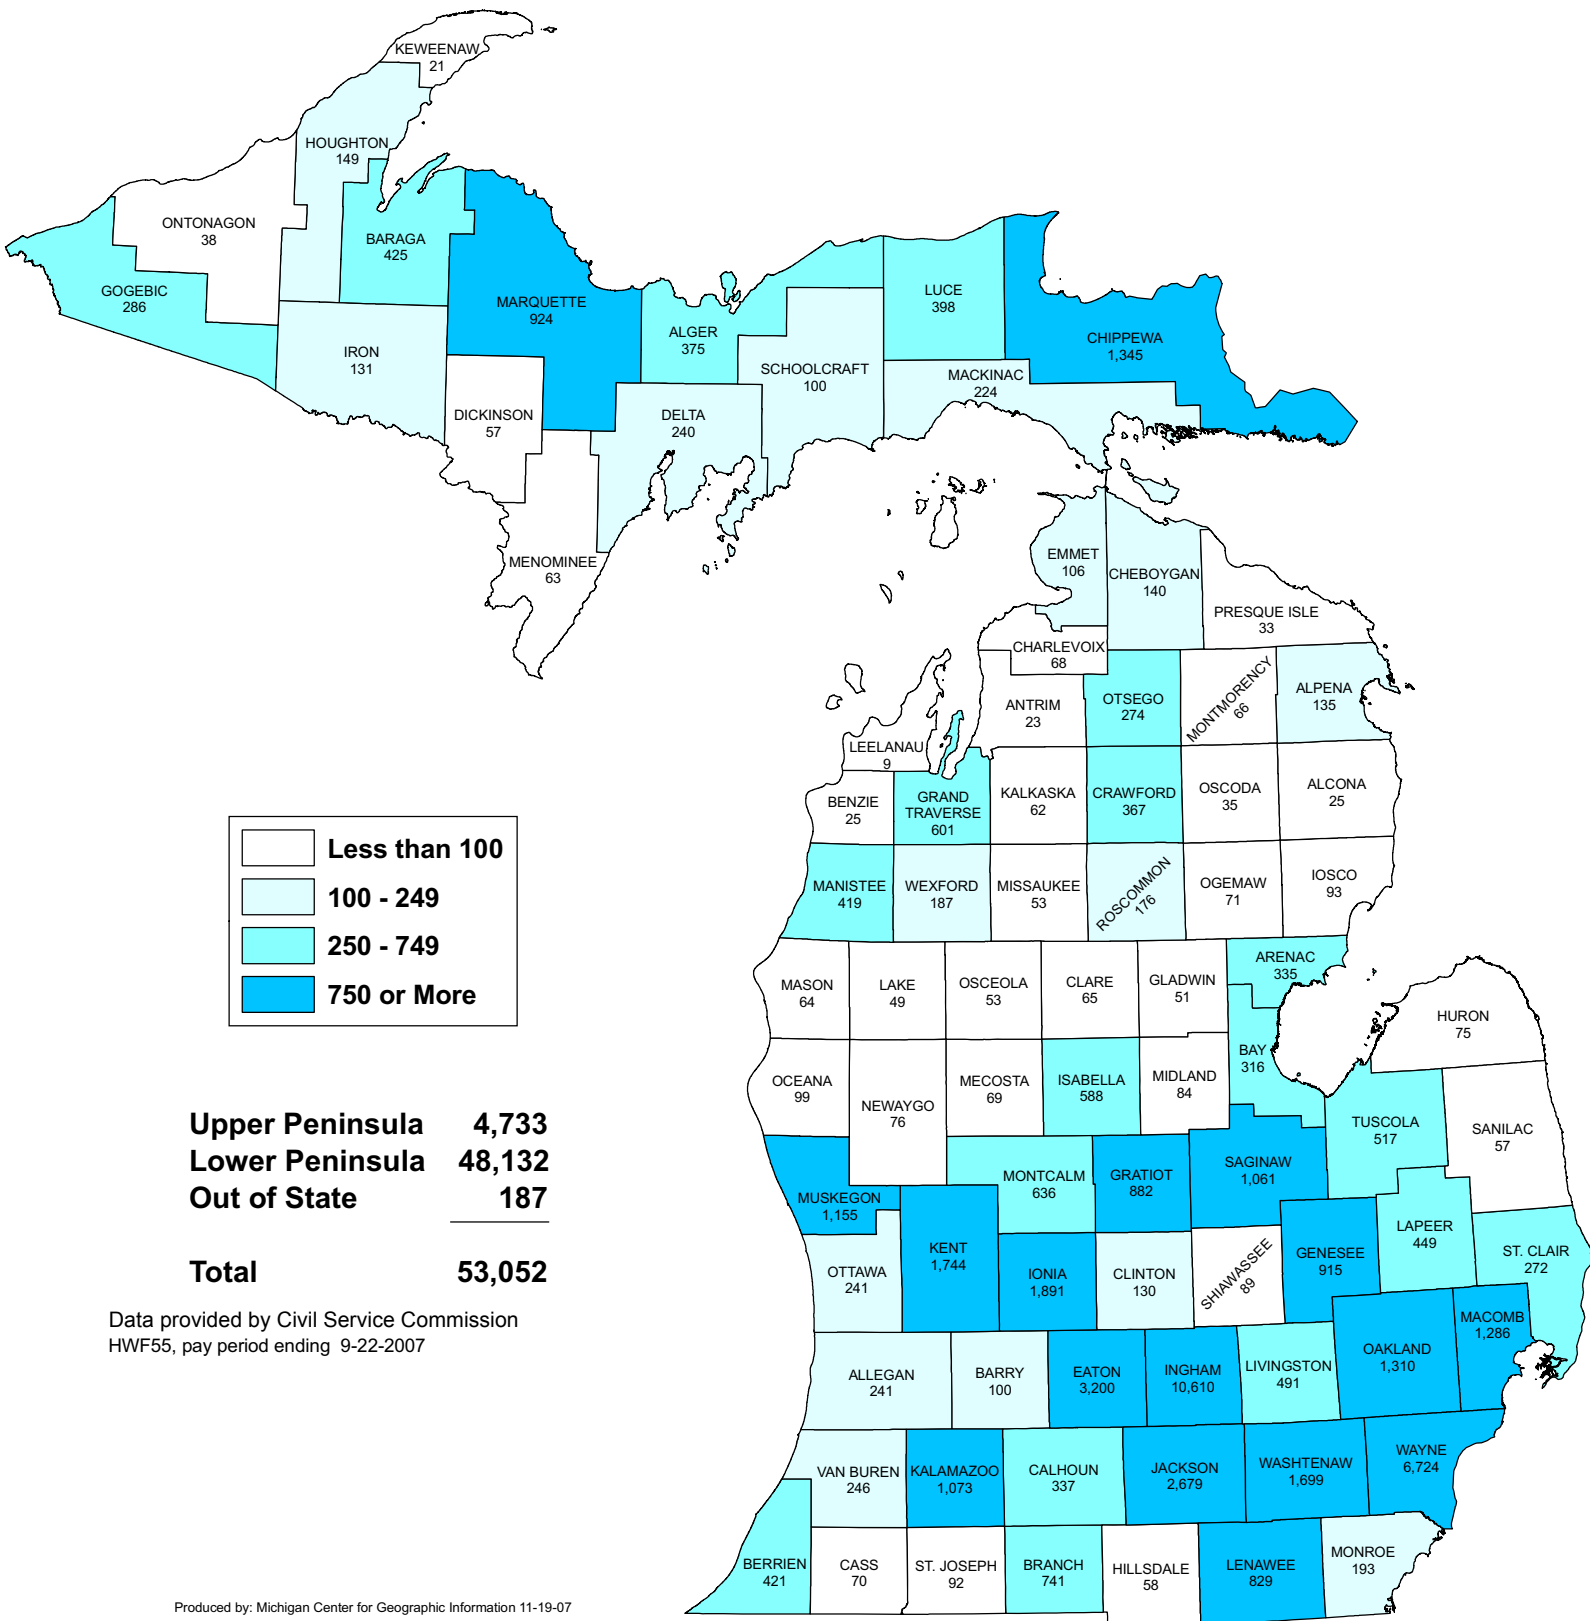 KEWEENAW
21
HOUGHTON
149
ONTONAGON
38
BARAGA
425
GOGEBIC
286
MARQUETTE
924
LUCE
398
ALGER
375
CHIPPEWA
1,345
IRON
131
SCHOOLCRAFT
100
MACKINAC
224
DICKINSON
57
DELTA
240
MENOMINEE
63
EMMET
106
CHEBOYGAN
140
PRESQUE ISLE
33
CHARLEVOIX
68
ANTRIM
23
OTSEGO
274
MONTMORENCY
66
ALPENA
135
LEELANAU
9
BENZIE
25
GRAND
TRAVERSE
601
KALKASKA
62
CRAWFORD
367
OSCODA
35
ALCONA
25
MANISTEE
419
WEXFORD
187
MISSAUKEE
53
ROSCOMMON
176
OGEMAW
71
IOSCO
93
MASON
64
LAKE
49
OSCEOLA
53
CLARE
65
GLADWIN
51
ARENAC
335
HURON
75
OCEANA
99
NEWAYGO
76
MECOSTA
69
ISABELLA
588
MIDLAND
84
BAY
316
TUSCOLA
517
SANILAC
57
MUSKEGON
1,155
MONTCALM
636
GRATIOT
882
SAGINAW
1,061
LAPEER
449
ST. CLAIR
272
OTTAWA
241
KENT
1,744
IONIA
1,891
CLINTON
130
SHIAWASSEE
89
GENESEE
915
MACOMB
1,286
ALLEGAN
241
BARRY
100
EATON
3,200
INGHAM
10,610
LIVINGSTON
491
OAKLAND
1,310
VAN BUREN
246
KALAMAZOO
1,073
CALHOUN
337
JACKSON
2,679
WASHTENAW
1,699
WAYNE
6,724
BERRIEN
421
CASS
70
ST. JOSEPH
92
BRANCH
741
HILLSDALE
58
LENAWEE
829
MONROE
193
Less than 100
100 - 249
250 - 749
750 or More
Upper Peninsula 4,733
Lower Peninsula 48,132
Out of State 187
Total 53,052
Data provided by Civil Service Commission
HWF55, pay period ending 9-22-2007
Produced by: Michigan Center for Geographic Information 11-19-07